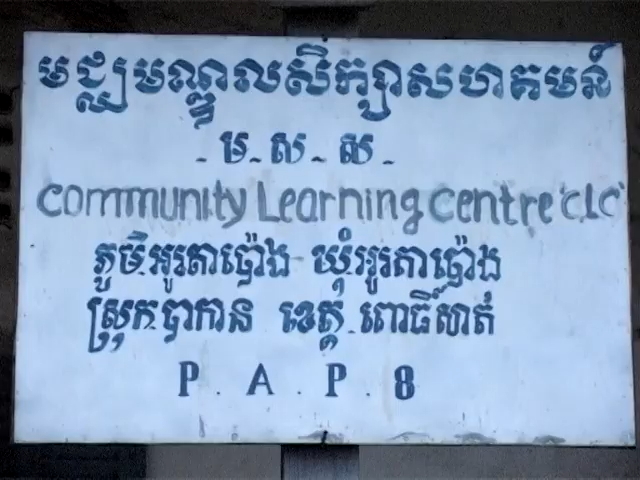 មជ្ឈមណ្ឌលសិក្សាសហគមន៍
. ម . ស . ស .
Community Learning Centre "CLC"
ភូមិ.អូរតាប៉ោង ឃុំ.អូរតាប៉ោង
ស្រុក.បាកាន ខេត្ត.ពោធិ៍សាត់
P . A . P . 8